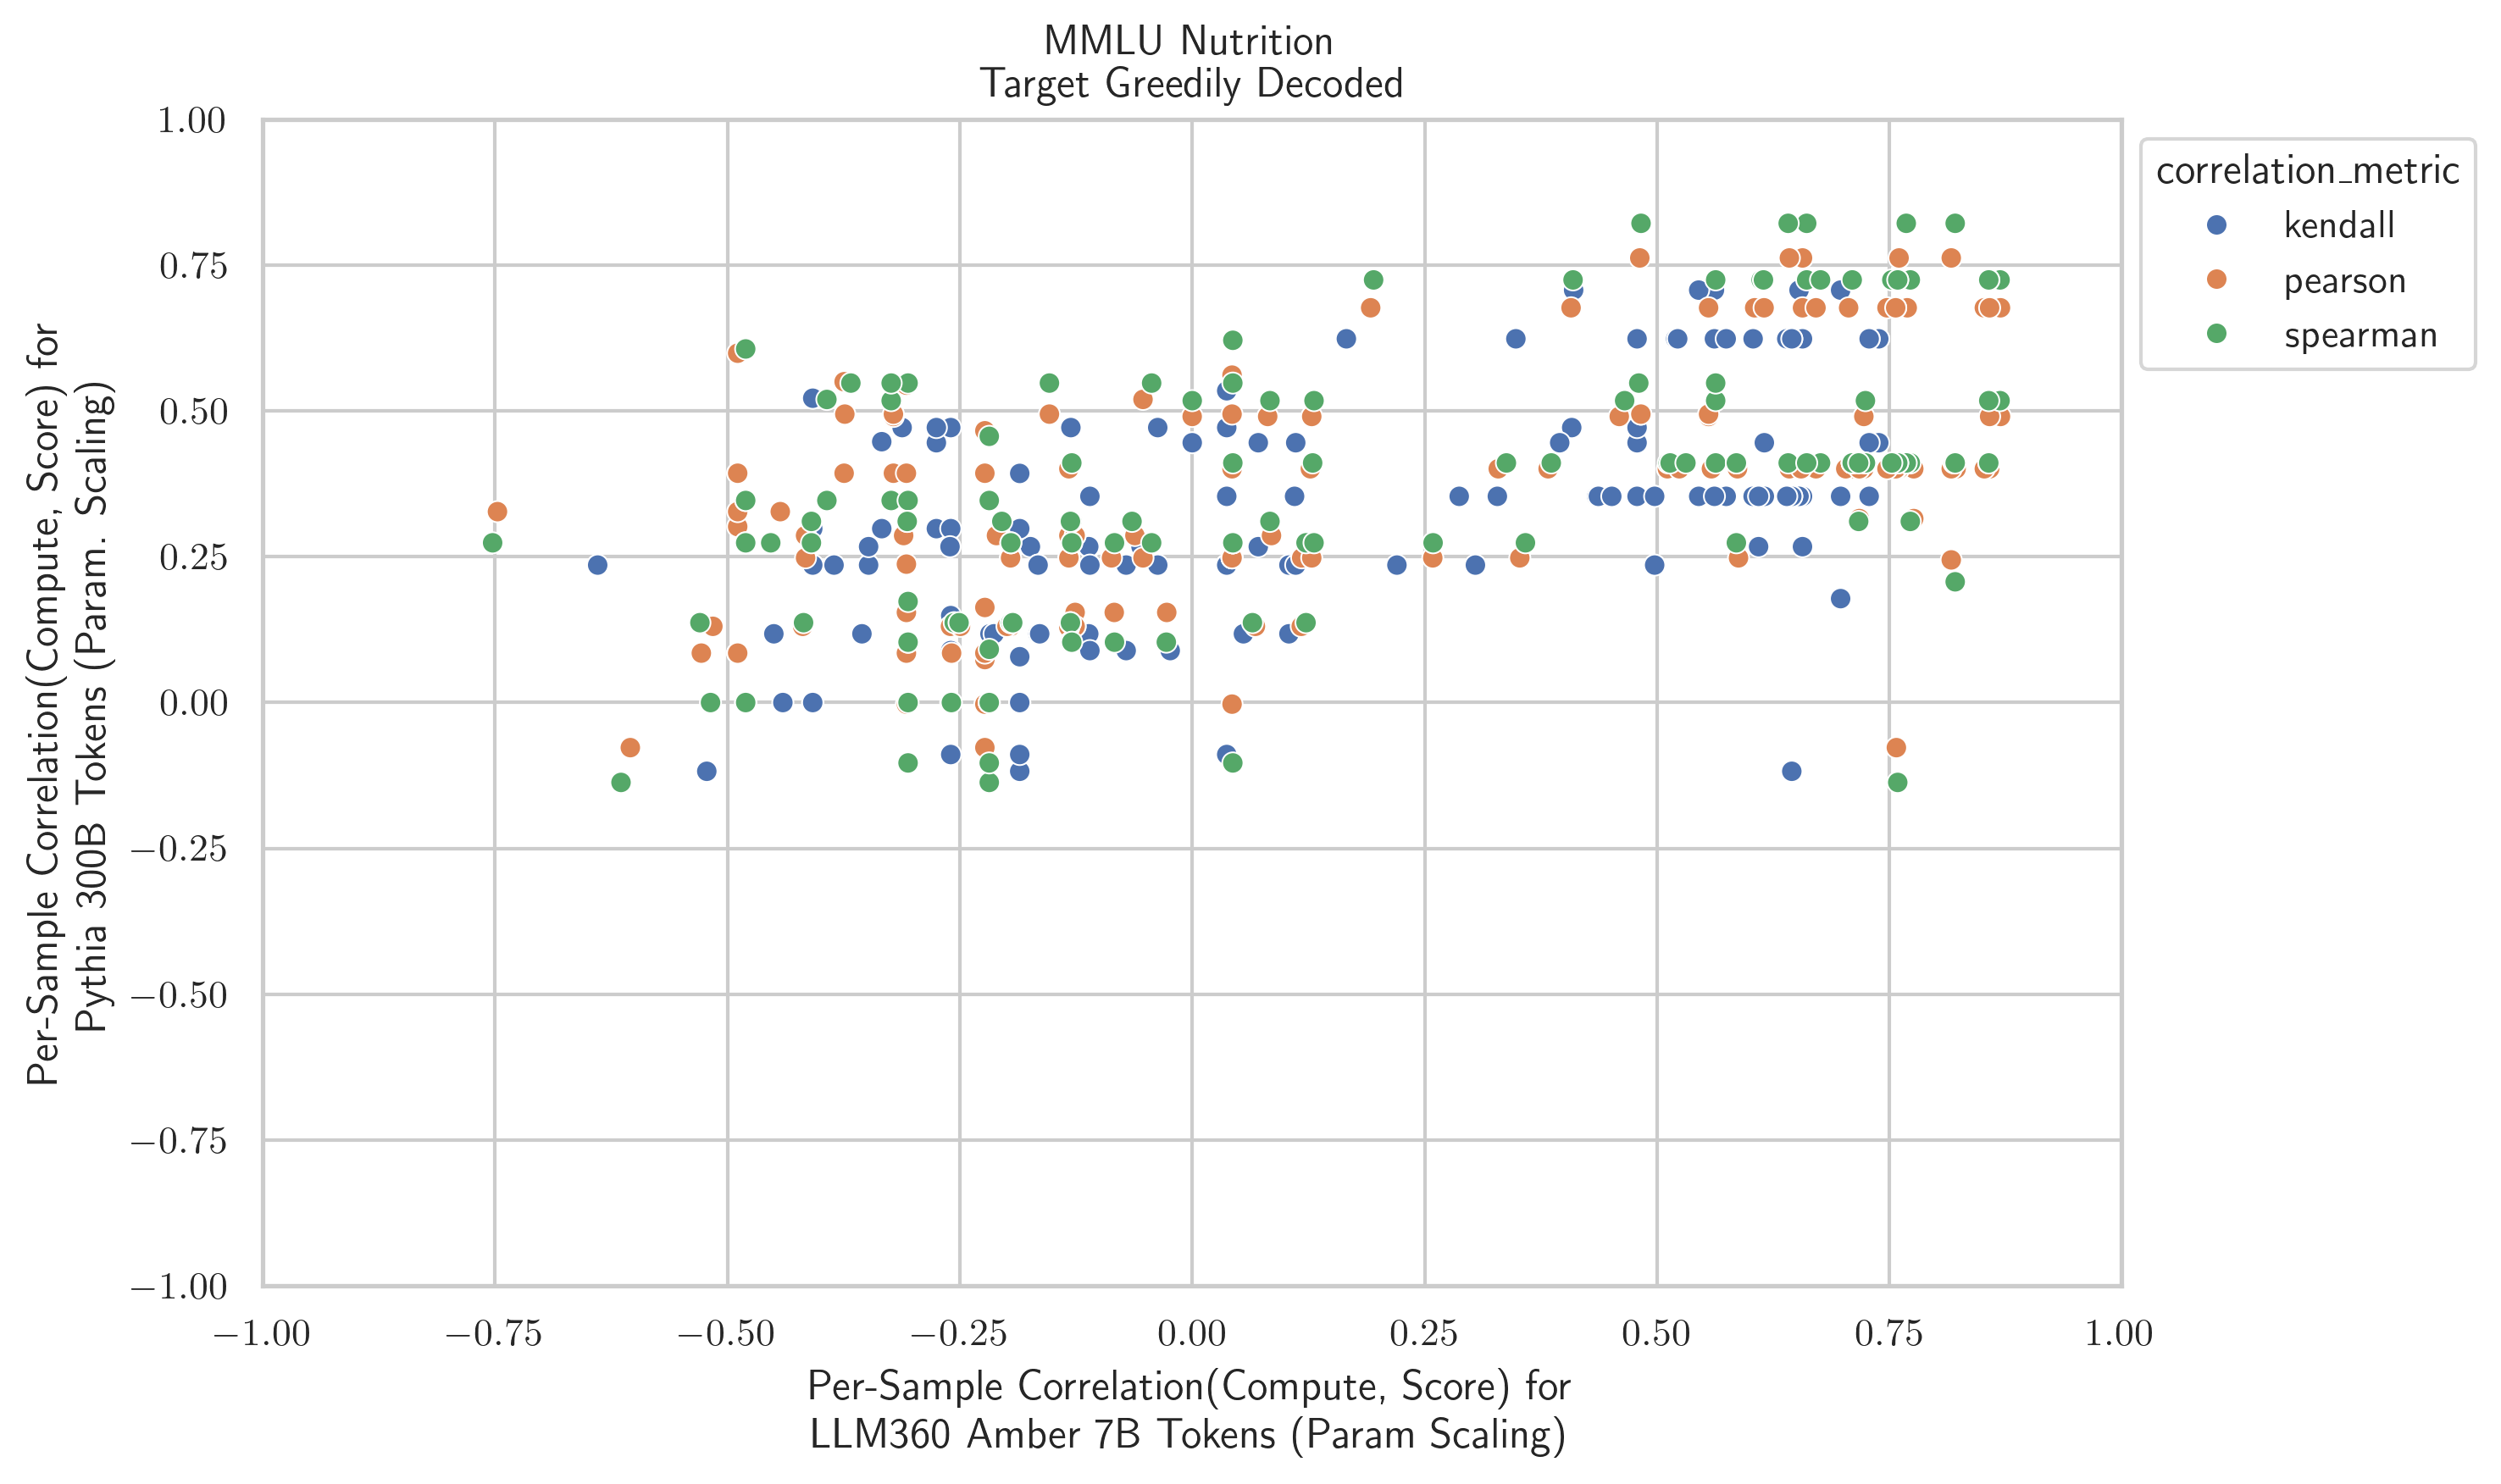 MMLU Nutrition
Target Greedily Decoded
1.00
0.75
0.50
0.25
0.00
−0.25
−0.50
−0.75
−1.00
Per-Sample Correlation(Compute, Score) for
Pythia 300B Tokens (Param. Scaling)
correlation_metric
kendall
pearson
spearman
−1.00 −0.75 −0.50 −0.25 0.00 0.25 0.50 0.75 1.00
Per-Sample Correlation(Compute, Score) for
LLM360 Amber 7B Tokens (Param Scaling)